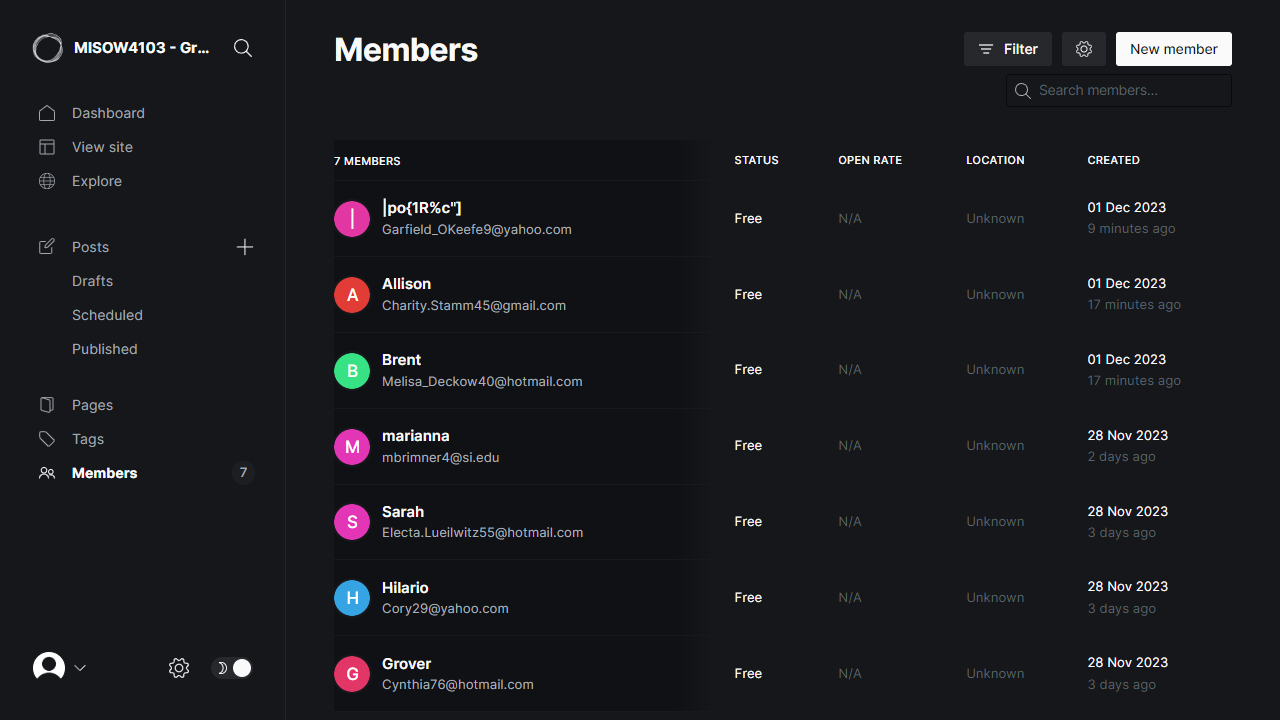 MISOW4103 - Gr...
Dashboard
View site
Explore
Posts
Drafts
Scheduled
Published
Pages
Tags
Members 7
Members
Filter
New member
Search members...
7 MEMBERS STATUS OPEN RATE LOCATION CREATED
| |po{1R%c"] Garfield_OKeefe9@yahoo.com Free N/A Unknown 01 Dec 2023 9 minutes ago
A Allison Charity.Stamm45@gmail.com Free N/A Unknown 01 Dec 2023 17 minutes ago
B Brent Melisa_Deckow40@hotmail.com Free N/A Unknown 01 Dec 2023 17 minutes ago
M marianna mbrimner4@si.edu Free N/A Unknown 28 Nov 2023 2 days ago
S Sarah Electa.Lueilwitz55@hotmail.com Free N/A Unknown 28 Nov 2023 3 days ago
H Hilario Cory29@yahoo.com Free N/A Unknown 28 Nov 2023 3 days ago
G Grover Cynthia76@hotmail.com Free N/A Unknown 28 Nov 2023 3 days ago